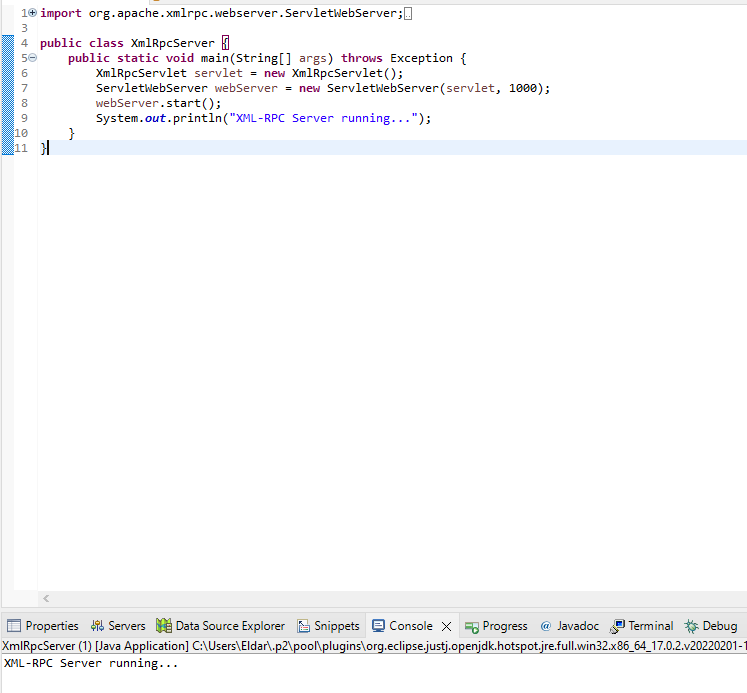 1 import org.apache.xmlrpc.webserver.ServletWebServer;
3
4 public class XmlRpcServer {
5 public static void main(String[] args) throws Exception {
6 XmlRpcServlet servlet = new XmlRpcServlet();
7 ServletWebServer webServer = new ServletWebServer(servlet, 1000);
8 webServer.start();
9 System.out.println("XML-RPC Server running...");
10 }
11 }
Properties Servers Data Source Explorer Snippets Console Progress @ Javadoc Terminal Debug
XmlRpcServer (1) [Java Application] C:\Users\Eldar\.p2\pool\plugins\org.eclipse.justj.openjdk.hotspot.jre.full.win32.x86_64_17.0.2.v20220201-1
XML-RPC Server running...